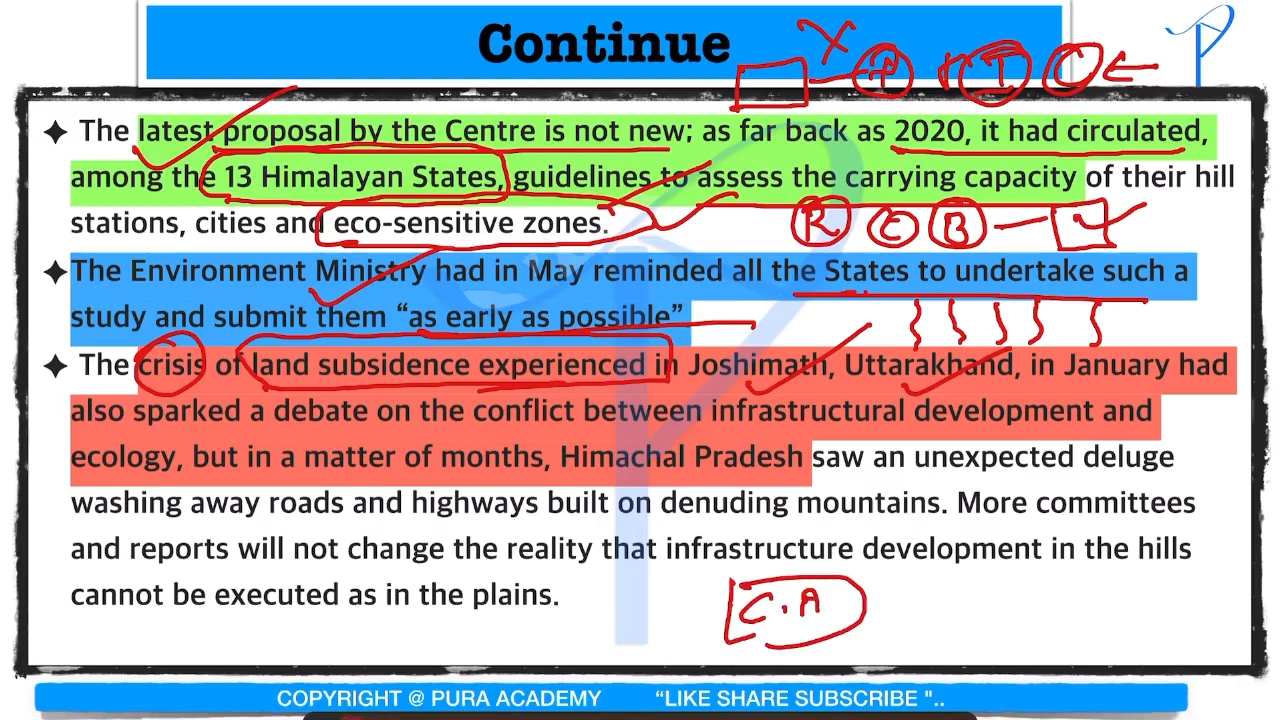 Continue
✦ The latest proposal by the Centre is not new; as far back as 2020, it had circulated,
among the 13 Himalayan States, guidelines to assess the carrying capacity of their hill
stations, cities and eco-sensitive zones.
✦ The Environment Ministry had in May reminded all the States to undertake such a
study and submit them “as early as possible”
✦ The crisis of land subsidence experienced in Joshimath, Uttarakhand, in January had
also sparked a debate on the conflict between infrastructural development and
ecology, but in a matter of months, Himachal Pradesh saw an unexpected deluge
washing away roads and highways built on denuding mountains. More committees
and reports will not change the reality that infrastructure development in the hills
cannot be executed as in the plains.
R C B
C.A
COPYRIGHT @ PURA ACADEMY “LIKE SHARE SUBSCRIBE "..